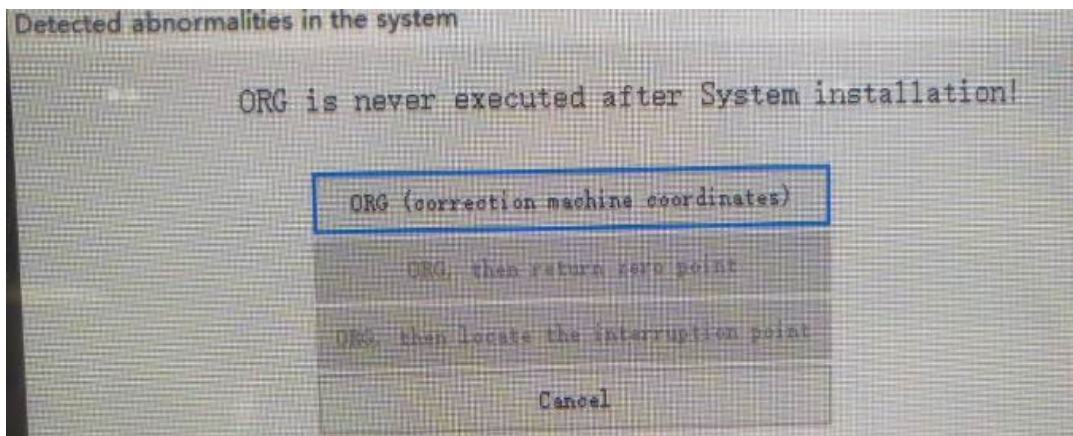 Detected abnormalities in the system
ORG is never executed after System installation!
ORG (correction machine coordinates)
ORG, then return zero point
ORG, then locate the interruption point
Cancel